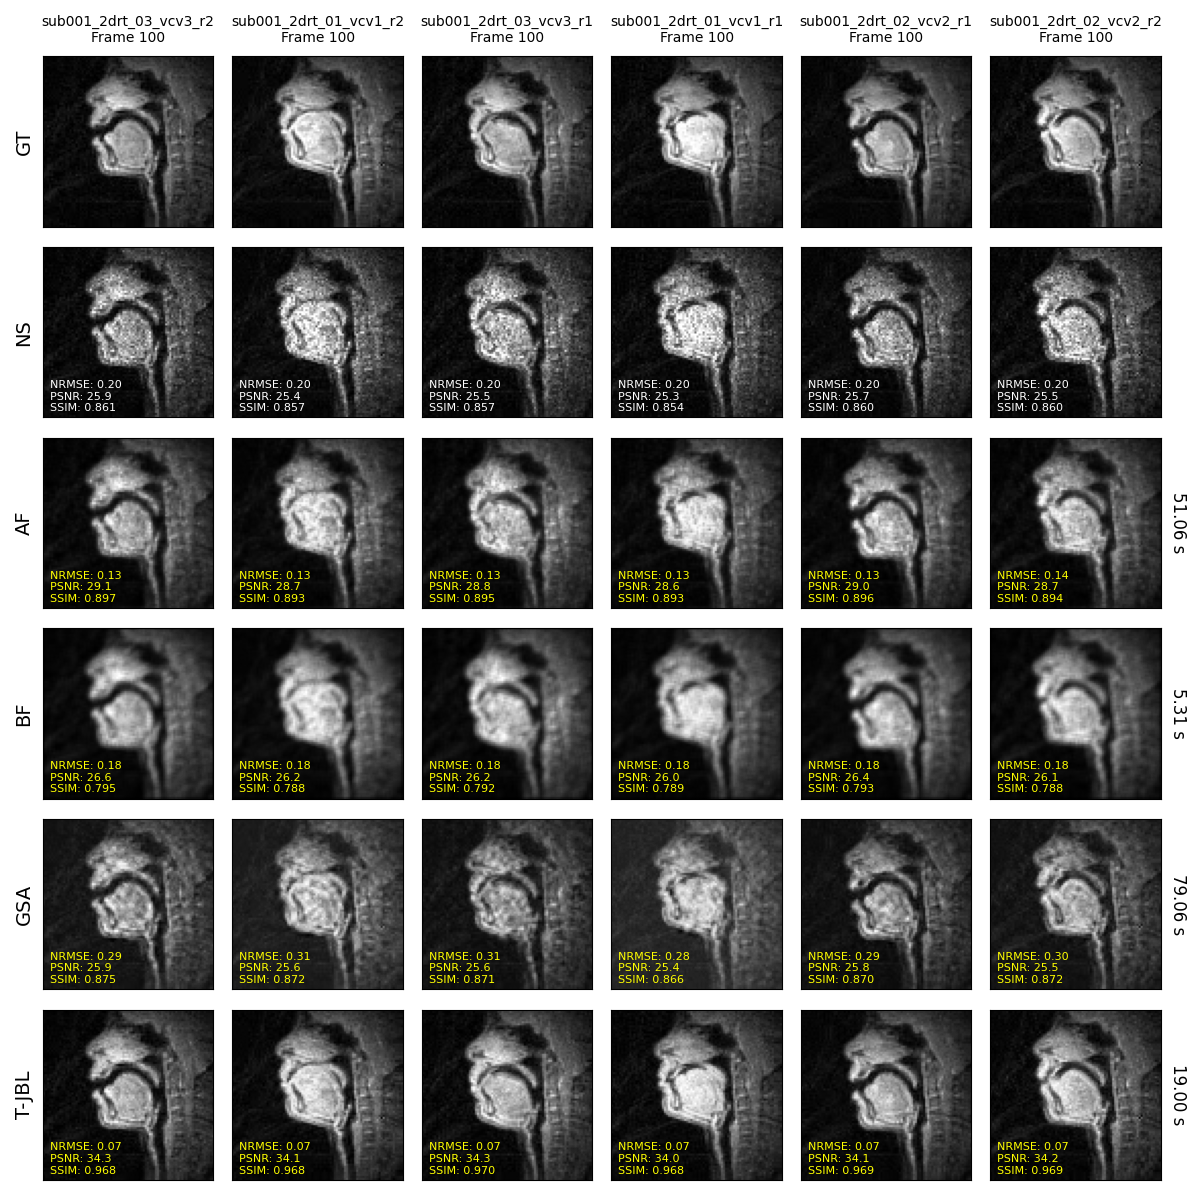 sub001_2drt_03_vcv3_r2
Frame 100
sub001_2drt_01_vcv1_r2
Frame 100
sub001_2drt_03_vcv3_r1
Frame 100
sub001_2drt_01_vcv1_r1
Frame 100
sub001_2drt_02_vcv2_r1
Frame 100
sub001_2drt_02_vcv2_r2
Frame 100
GT
NS
NRMSE: 0.20
PSNR: 25.9
SSIM: 0.861
NRMSE: 0.20
PSNR: 25.4
SSIM: 0.857
NRMSE: 0.20
PSNR: 25.5
SSIM: 0.857
NRMSE: 0.20
PSNR: 25.3
SSIM: 0.854
NRMSE: 0.20
PSNR: 25.7
SSIM: 0.860
NRMSE: 0.20
PSNR: 25.5
SSIM: 0.860
AF
NRMSE: 0.13
PSNR: 29.1
SSIM: 0.897
NRMSE: 0.13
PSNR: 28.7
SSIM: 0.893
NRMSE: 0.13
PSNR: 28.8
SSIM: 0.895
NRMSE: 0.13
PSNR: 28.6
SSIM: 0.893
NRMSE: 0.13
PSNR: 29.0
SSIM: 0.896
NRMSE: 0.14
PSNR: 28.7
SSIM: 0.894
51.06 s
BF
NRMSE: 0.18
PSNR: 26.6
SSIM: 0.795
NRMSE: 0.18
PSNR: 26.2
SSIM: 0.788
NRMSE: 0.18
PSNR: 26.2
SSIM: 0.792
NRMSE: 0.18
PSNR: 26.0
SSIM: 0.789
NRMSE: 0.18
PSNR: 26.4
SSIM: 0.793
NRMSE: 0.18
PSNR: 26.1
SSIM: 0.788
5.31 s
GSA
NRMSE: 0.29
PSNR: 25.9
SSIM: 0.875
NRMSE: 0.31
PSNR: 25.6
SSIM: 0.872
NRMSE: 0.31
PSNR: 25.6
SSIM: 0.871
NRMSE: 0.28
PSNR: 25.4
SSIM: 0.866
NRMSE: 0.29
PSNR: 25.8
SSIM: 0.870
NRMSE: 0.30
PSNR: 25.5
SSIM: 0.872
79.06 s
T-JBL
NRMSE: 0.07
PSNR: 34.3
SSIM: 0.968
NRMSE: 0.07
PSNR: 34.1
SSIM: 0.968
NRMSE: 0.07
PSNR: 34.3
SSIM: 0.970
NRMSE: 0.07
PSNR: 34.0
SSIM: 0.968
NRMSE: 0.07
PSNR: 34.1
SSIM: 0.969
NRMSE: 0.07
PSNR: 34.2
SSIM: 0.969
19.00 s